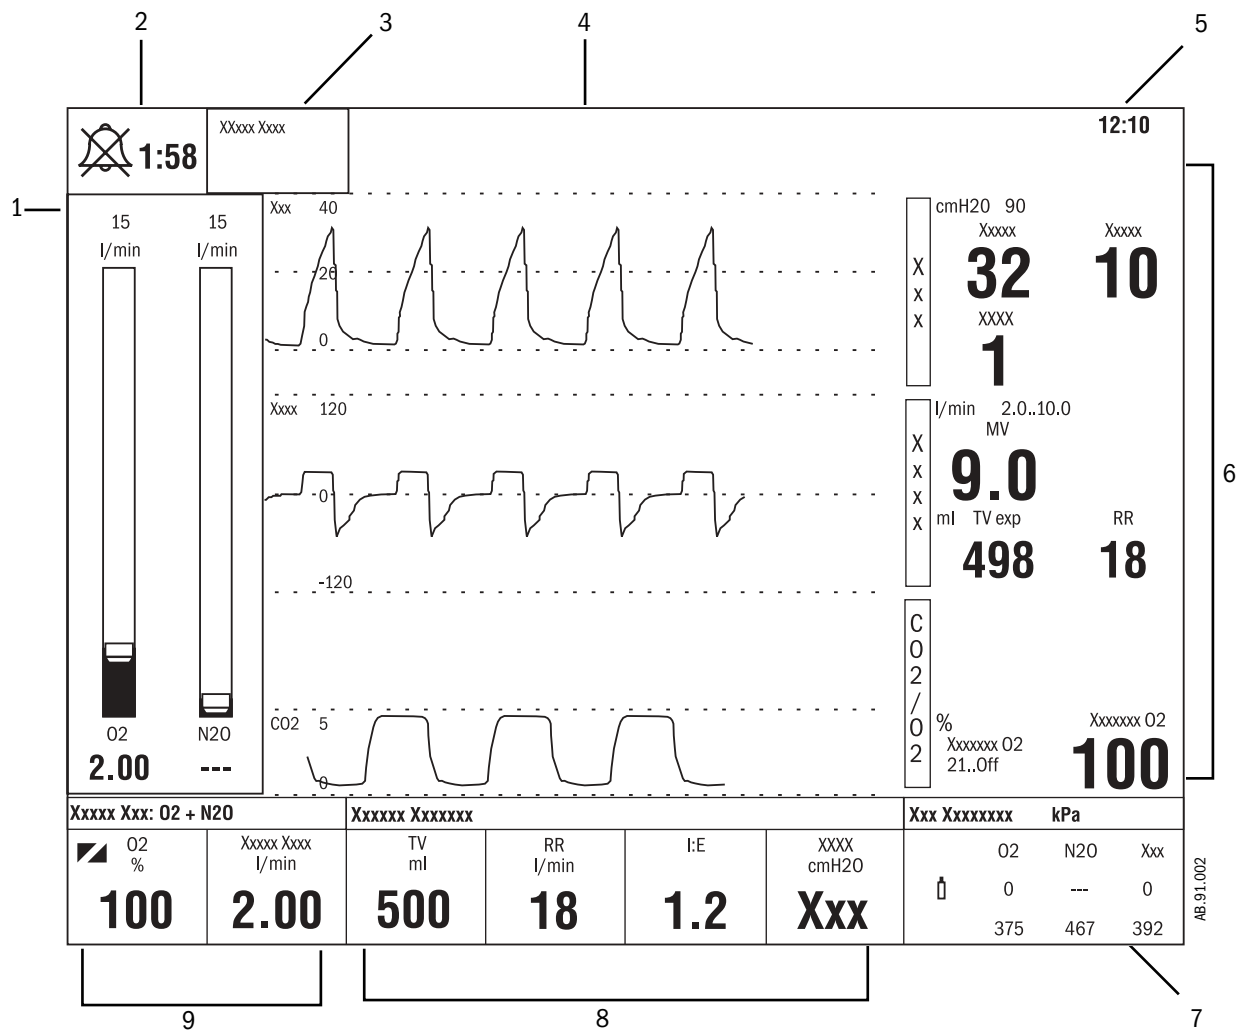 2 3 4 5
1:58
XXxxx Xxxx
12:10
1
6
15 15
l/min l/min
O2 N2O
2.00 ---
Xxx 40
20
0
Xxxx 120
0
-120
CO2 5
0
X
x
x
cmH20 90
Xxxxx Xxxxx
32 10
XXXX
1
X
x
x
x
l/min 2.0..10.0
MV
9.0
ml TV exp RR
498 18
C
O
2
/
O
2
%
Xxxxxxx O2
Xxxxxx O2
21..Off
100
Xxxxx Xxx: O2 + N2O
O2 Xxxxx Xxxx
% l/min
100 2.00
Xxxxxx Xxxxxxx
TV RR I:E XXXX
ml l/min cmH2O
500 18 1.2 Xxx
Xxx Xxxxxxxx kPa
O2 N2O Xxx
0 --- 0
375 467 392
AB.91.002
9 8 7